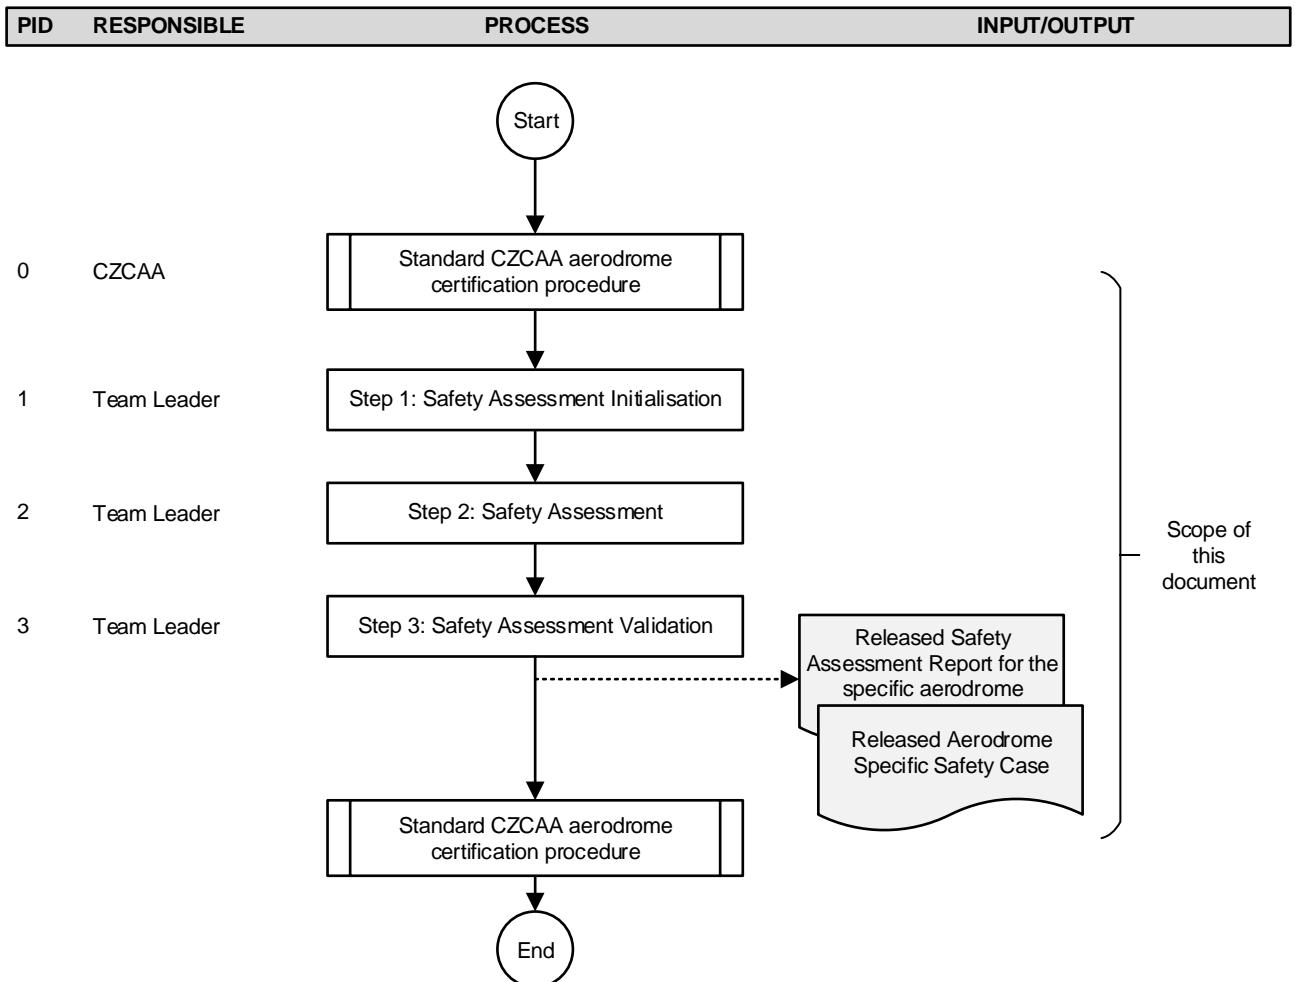 PID RESPONSIBLE PROCESS INPUT/OUTPUT
Start
0 CZCAA
Standard CZCAA aerodrome
certification procedure
1 Team Leader Step 1: Safety Assessment Initialisation
2 Team Leader Step 2: Safety Assessment
Scope of
this
document
3 Team Leader Step 3: Safety Assessment Validation
Released Safety
Assessment Report for the
specific aerodrome
Released Aerodrome
Specific Safety Case
Standard CZCAA aerodrome
certification procedure
End